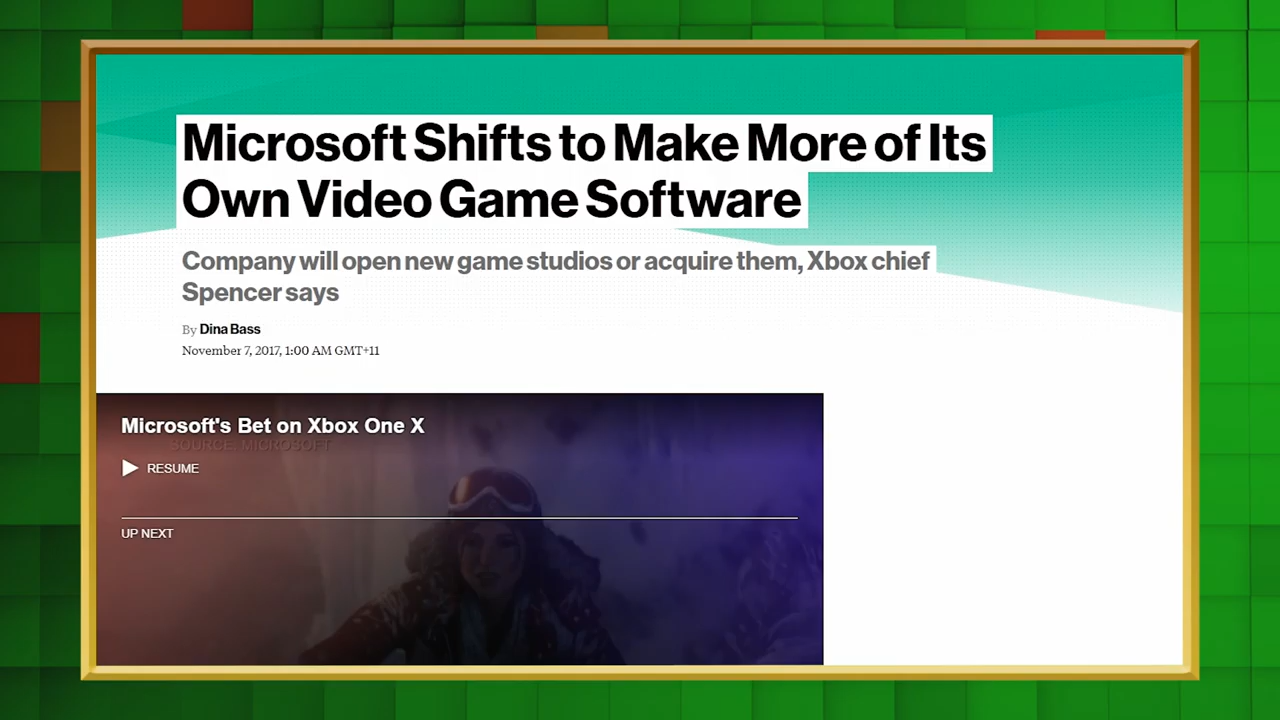 Microsoft Shifts to Make More of Its
Own Video Game Software
Company will open new game studios or acquire them, Xbox chief
Spencer says
By Dina Bass
November 7, 2017, 1:00 AM GMT+11
Microsoft's Bet on Xbox One X
SOURCE: MICROSOFT
RESUME
UP NEXT